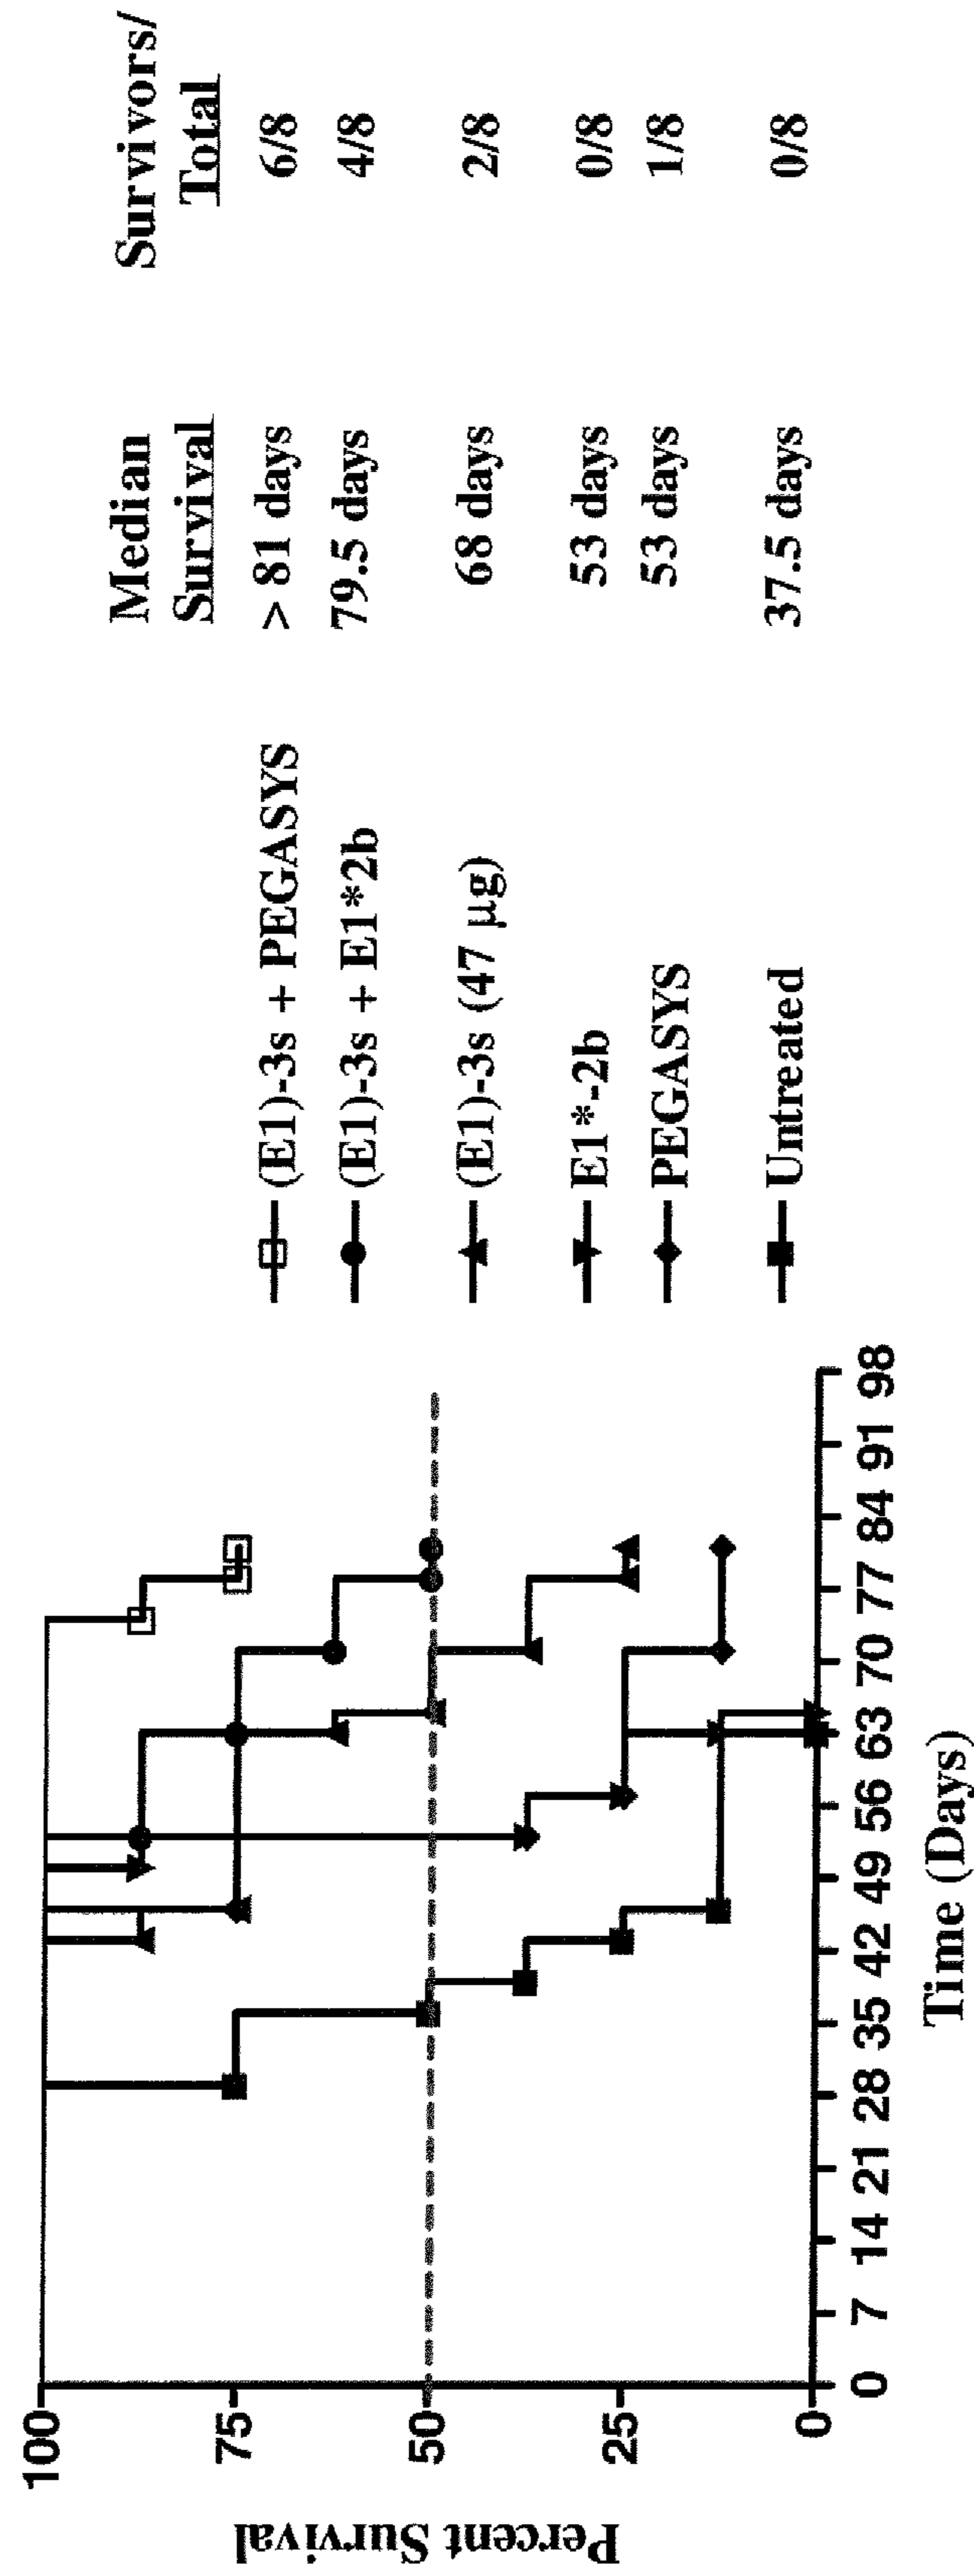 Percent Survival
100
75
50
25
0
0 7 14 21 28 35 42 49 56 63 70 77 84 91 98
Time (Days)
Median Survivors/
Survival Total
(E1)-3s + PEGASYS > 81 days 6/8
(E1)-3s + E1*2b 79.5 days 4/8
(E1)-3s (47 µg) 68 days 2/8
E1*-2b 53 days 0/8
PEGASYS 53 days 1/8
Untreated 37.5 days 0/8